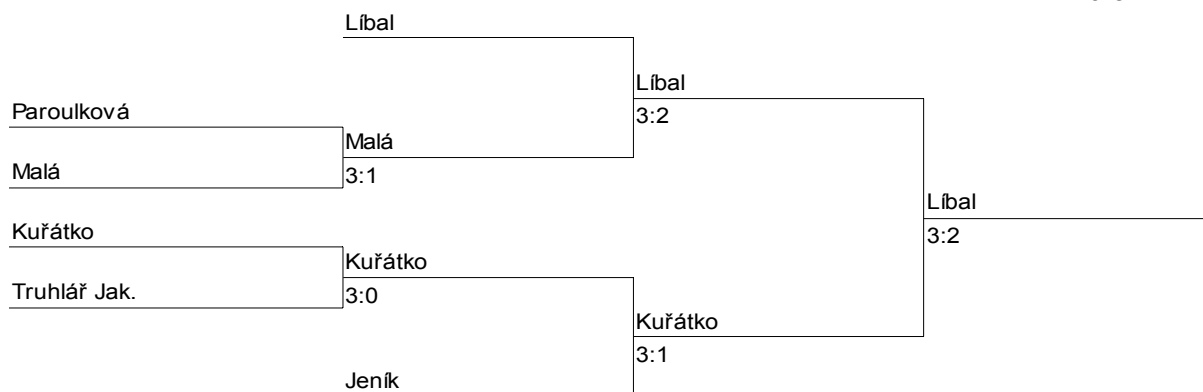 Líbal
Líbal
Paroulková
3:2
Malá
Malá
3:1
Líbal
Kuřátko
3:2
Kuřátko
Truhlář Jak.
3:0
Kuřátko
3:1
Jeník